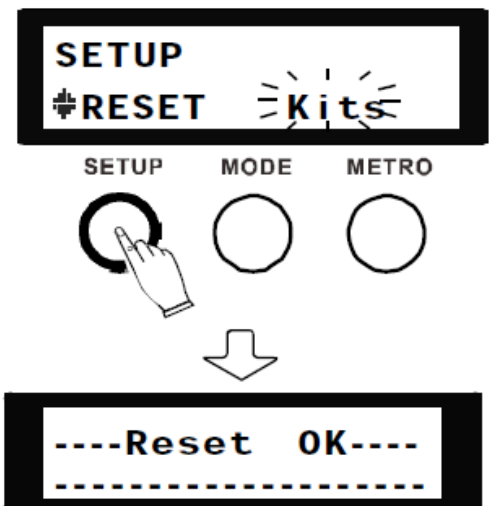 SETUP
RESET Kits
SETUP MODE METRO
----Reset OK----
--------------------